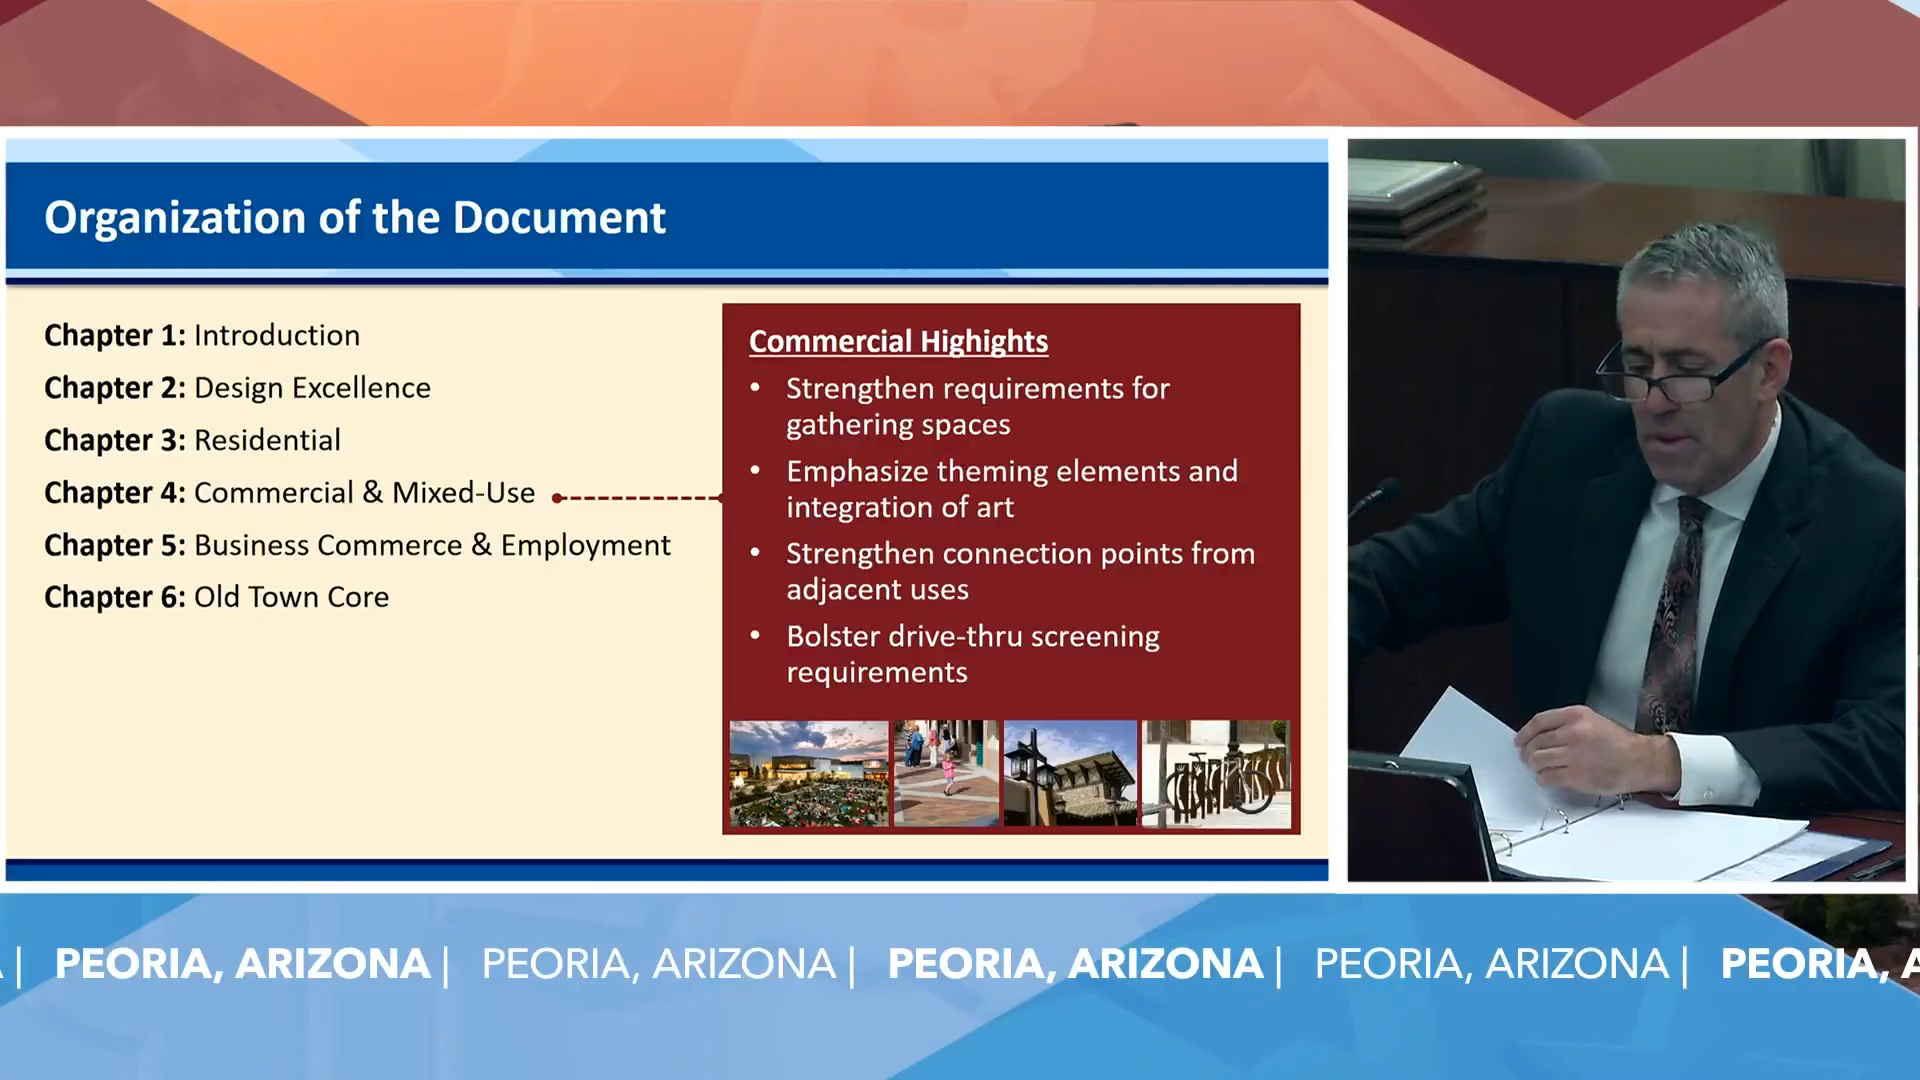 Organization of the Document
Chapter 1: Introduction
Chapter 2: Design Excellence
Chapter 3: Residential
Chapter 4: Commercial & Mixed-Use
Chapter 5: Business Commerce & Employment
Chapter 6: Old Town Core
Commercial Highights
• Strengthen requirements for
gathering spaces
• Emphasize theming elements and
integration of art
• Strengthen connection points from
adjacent uses
• Bolster drive-thru screening
requirements
A | PEORIA, ARIZONA | PEORIA, ARIZONA | PEORIA, ARIZONA | PEORIA, ARIZONA | PEORIA, A